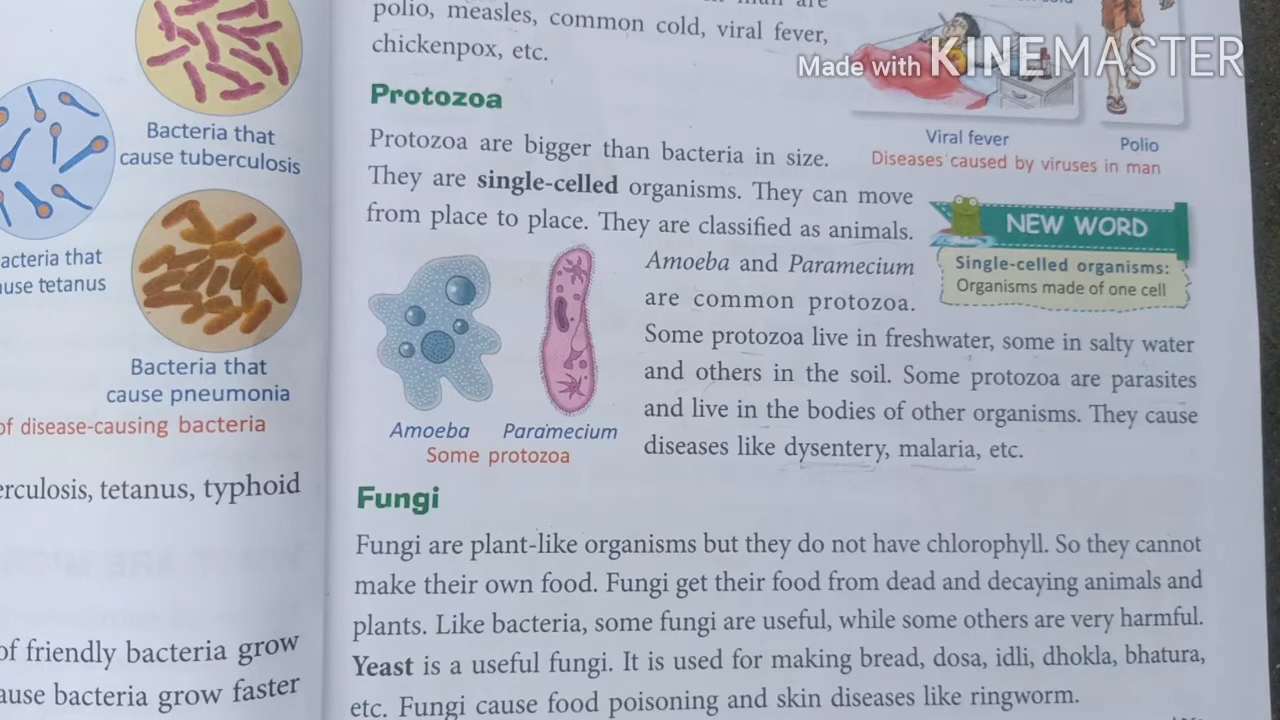 Bacteria that
cause tuberculosis
tetanus
Bacteria that
cause pneumonia
of disease-causing bacteria
tetanus, typhoid
of friendly bacteria grow
bacteria grow faster
polio, measles, common cold, viral fever,
chickenpox, etc.
Made with KINEMASTER
Viral fever
Polio
Diseases caused by viruses in man
Protozoa
Protozoa are bigger than bacteria in size.
They are single-celled organisms. They can move
from place to place. They are classified as animals.
NEW WORD
Single-celled organisms:
Organisms made of one cell
Amoeba and Paramecium
are common protozoa.
Some protozoa live in freshwater, some in salty water
and others in the soil. Some protozoa are parasites
and live in the bodies of other organisms. They cause
diseases like dysentery, malaria, etc.
Amoeba
Paramecium
Some protozoa
Fungi
Fungi are plant-like organisms but they do not have chlorophyll. So they cannot
make their own food. Fungi get their food from dead and decaying animals and
plants. Like bacteria, some fungi are useful, while some others are very harmful.
Yeast is a useful fungi. It is used for making bread, dosa, idli, dhokla, bhatura,
etc. Fungi cause food poisoning and skin diseases like ringworm.